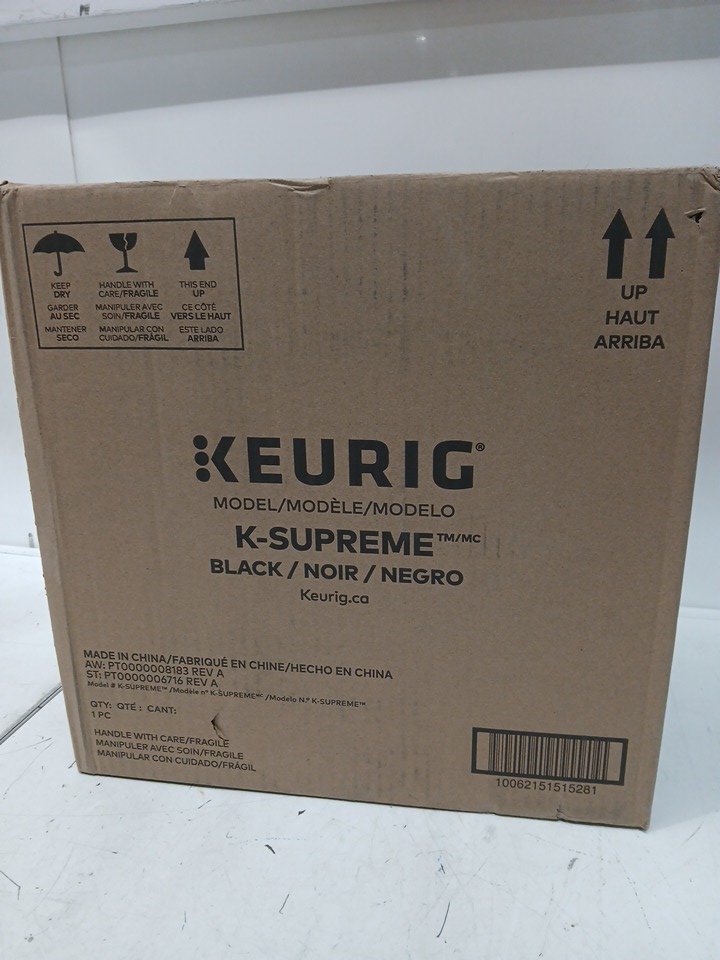 KEEP
DRY
GARDER
AU SEC
MANTENER
SECO
HANDLE WITH
CARE/FRAGILE
MANIPULER AVEC
SOIN/FRAGILE
MANIPULAR CON
CUIDADO/FRÁGIL
THIS END
UP
CE CÔTÉ
VERS LE HAUT
ESTE LADO
ARRIBA
UP
HAUT
ARRIBA
KEURIG®
MODEL/MODÈLE/MODELO
K-SUPREME™/MC
BLACK / NOIR / NEGRO
Keurig.ca
MADE IN CHINA/FABRIQUÉ EN CHINE/HECHO EN CHINA
AW: PT0000008183 REV A
ST: PT0000006716 REV A
Model # K-SUPREME™ /Modèle nº K-SUPREMEᴹᶜ /Modelo N.º K-SUPREME™
QTY: QTÉ : CANT:
1 PC
HANDLE WITH CARE/FRAGILE
MANIPULER AVEC SOIN/FRAGILE
MANIPULAR CON CUIDADO/FRÁGIL
10062151515281